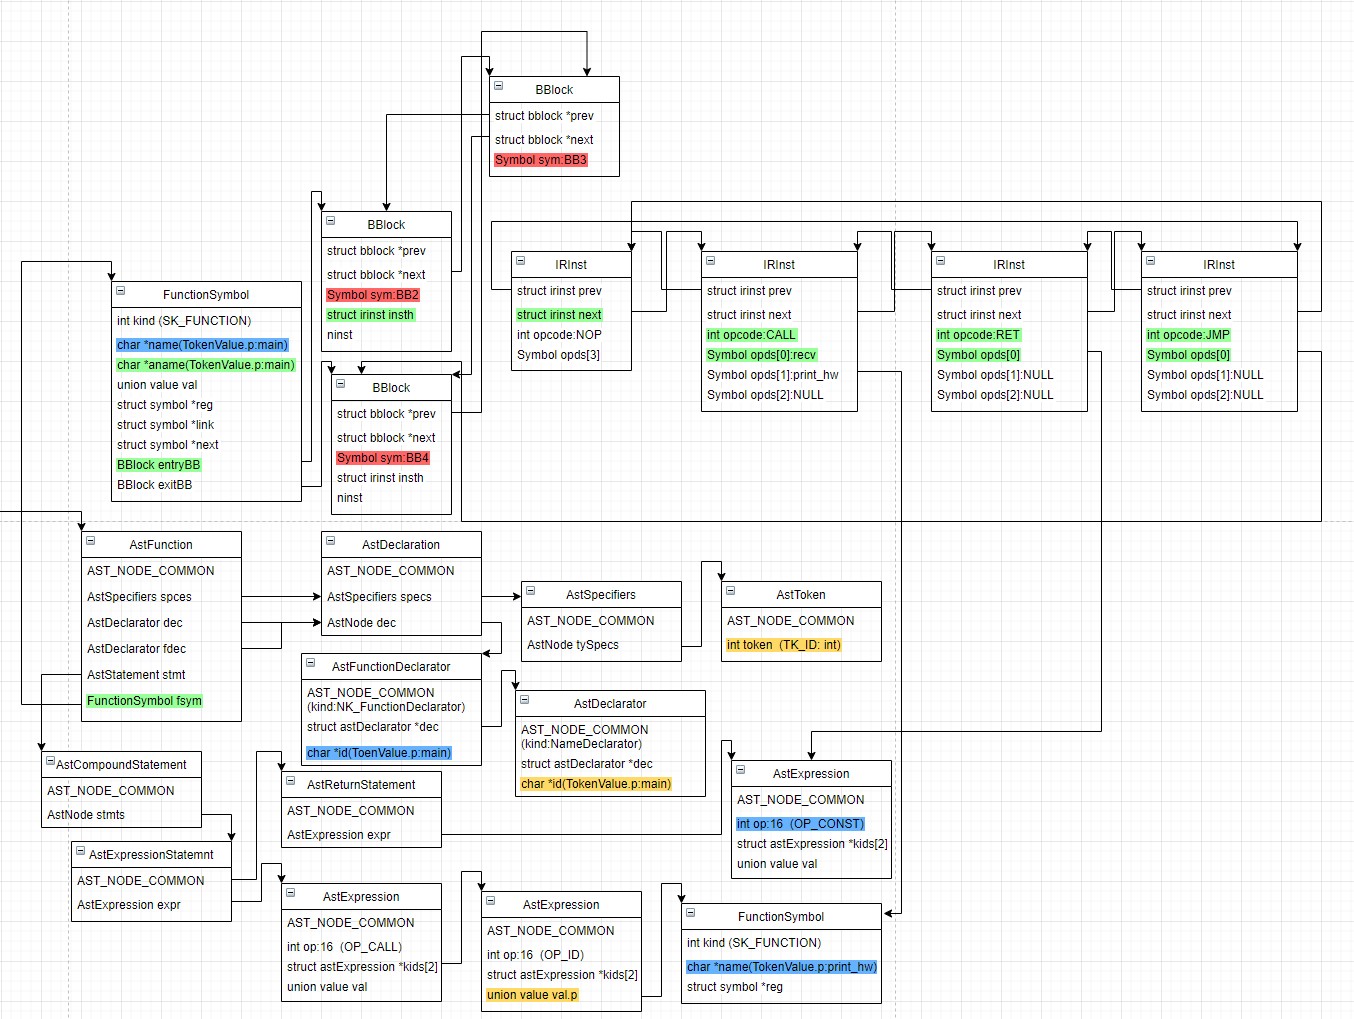 BBlock
struct bblock *prev
struct bblock *next
Symbol sym:BB3
BBlock
struct bblock *prev
struct bblock *next
Symbol sym:BB2
struct irinst insth
ninst
IRInst
struct irinst prev
struct irinst next
int opcode:NOP
Symbol opds[3]
IRInst
struct irinst prev
struct irinst next
int opcode:CALL
Symbol opds[0]:recv
Symbol opds[1]:print_hw
Symbol opds[2]:NULL
IRInst
struct irinst prev
struct irinst next
int opcode:RET
Symbol opds[0]
Symbol opds[1]:NULL
Symbol opds[2]:NULL
IRInst
struct irinst prev
struct irinst next
int opcode:JMP
Symbol opds[0]
Symbol opds[1]:NULL
Symbol opds[2]:NULL
FunctionSymbol
int kind (SK_FUNCTION)
char *name(TokenValue.p:main)
char *aname(TokenValue.p:main)
union value val
struct symbol *reg
struct symbol *link
struct symbol *next
BBlock entryBB
BBlock exitBB
BBlock
struct bblock *prev
struct bblock *next
Symbol sym:BB4
struct irinst insth
ninst
AstFunction
AST_NODE_COMMON
AstSpecifiers spces
AstDeclarator dec
AstDeclarator fdec
AstStatement stmt
FunctionSymbol fsym
AstDeclaration
AST_NODE_COMMON
AstSpecifiers specs
AstNode dec
AstSpecifiers
AST_NODE_COMMON
AstNode tySpecs
AstToken
AST_NODE_COMMON
int token（TK_ID: int)
AstFunctionDeclarator
AST_NODE_COMMON
(kind:NK_FunctionDeclarator)
struct astDeclarator *dec
char *id(ToenValue.p:main)
AstDeclarator
AST_NODE_COMMON
(kind:NameDeclarator)
struct astDeclarator *dec
char *id(TokenValue.p:main)
AstCompoundStatement
AST_NODE_COMMON
AstNode stmts
AstReturnStatement
AST_NODE_COMMON
AstExpression expr
AstExpression
AST_NODE_COMMON
int op:16（OP_CONST)
struct astExpression *kids[2]
union value val
AstExpressionStatemnt
AST_NODE_COMMON
AstExpression expr
AstExpression
AST_NODE_COMMON
int op:16（OP_CALL)
struct astExpression *kids[2]
union value val
AstExpression
AST_NODE_COMMON
int op:16（OP_ID)
struct astExpression *kids[2]
union value val.p
FunctionSymbol
int kind (SK_FUNCTION)
char *name(TokenValue.p:print_hw)
struct symbol *reg